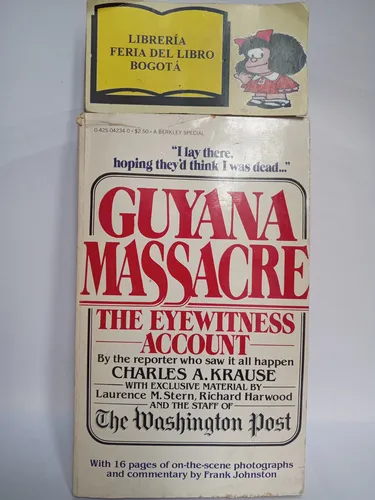 LIBRERÍA
FERIA DEL LIBRO
BOGOTÁ
0-425-04234-0 • $2.50 • A BERKLEY SPECIAL
"I lay there,
hoping they'd think I was dead..."
GUYANA
MASSACRE
THE EYEWITNESS
ACCOUNT
By the reporter who saw it all happen
CHARLES A. KRAUSE
WITH EXCLUSIVE MATERIAL BY
Laurence M. Stern, Richard Harwood
AND THE STAFF OF
The Washington Post
With 16 pages of on-the-scene photographs
and commentary by Frank Johnston